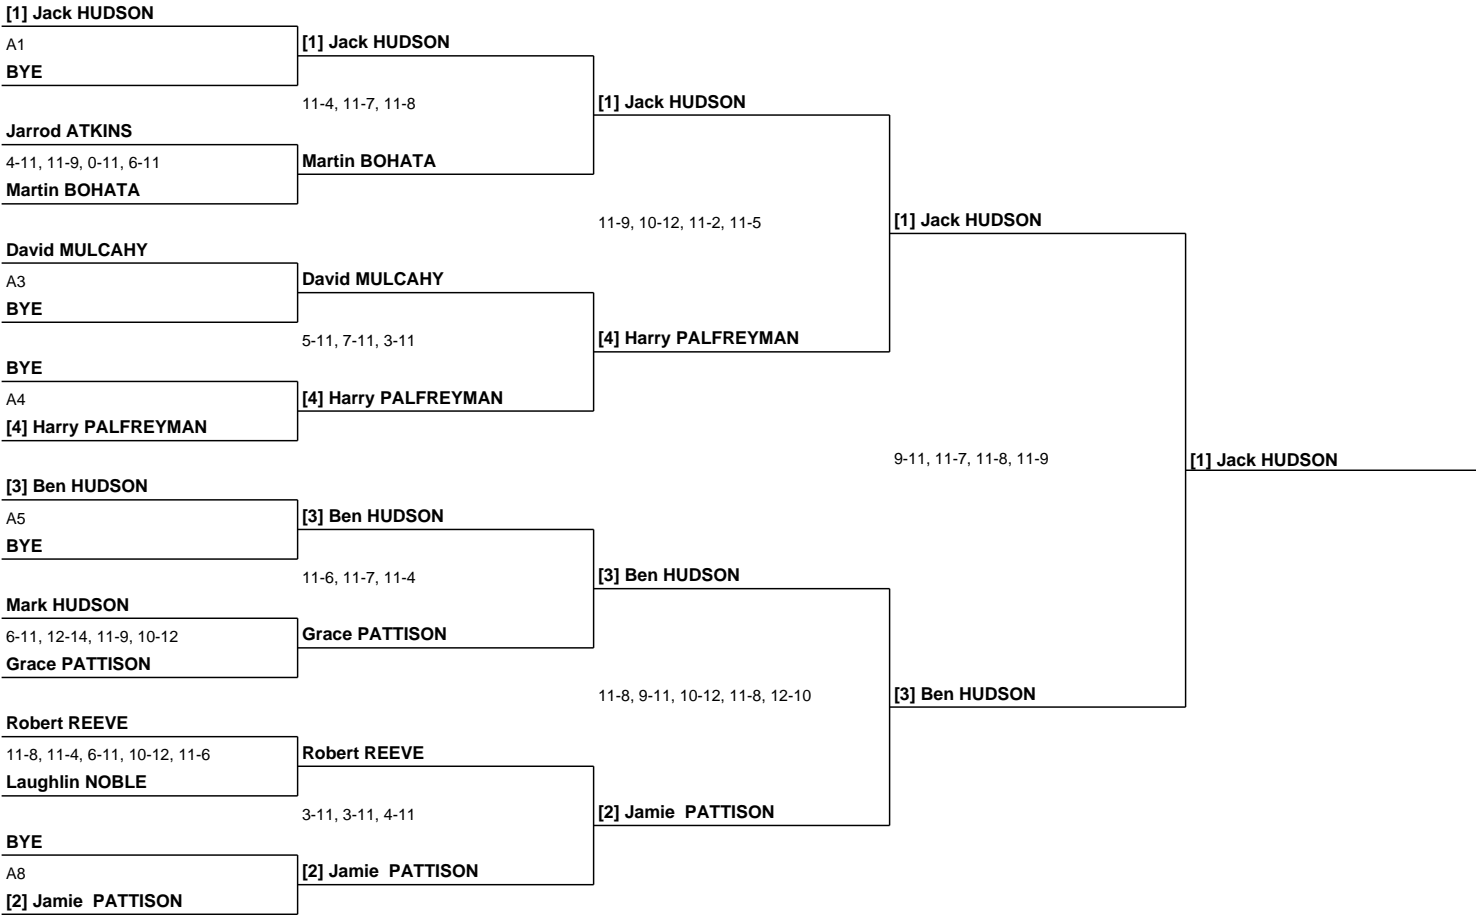 [1] Jack HUDSON
A1
BYE
Jarrod ATKINS
4-11, 11-9, 0-11, 6-11
Martin BOHATA
David MULCAHY
A3
BYE
BYE
A4
[4] Harry PALFREYMAN
[3] Ben HUDSON
A5
BYE
Mark HUDSON
6-11, 12-14, 11-9, 10-12
Grace PATTISON
Robert REEVE
11-8, 11-4, 6-11, 10-12, 11-6
Laughlin NOBLE
BYE
A8
[2] Jamie  PATTISON
[1] Jack HUDSON
11-4, 11-7, 11-8
Martin BOHATA
David MULCAHY
5-11, 7-11, 3-11
[4] Harry PALFREYMAN
[3] Ben HUDSON
11-6, 11-7, 11-4
Grace PATTISON
Robert REEVE
3-11, 3-11, 4-11
[2] Jamie  PATTISON
[1] Jack HUDSON
11-9, 10-12, 11-2, 11-5
[4] Harry PALFREYMAN
[3] Ben HUDSON
11-8, 9-11, 10-12, 11-8, 12-10
[2] Jamie  PATTISON
[1] Jack HUDSON
9-11, 11-7, 11-8, 11-9
[3] Ben HUDSON
[1] Jack HUDSON